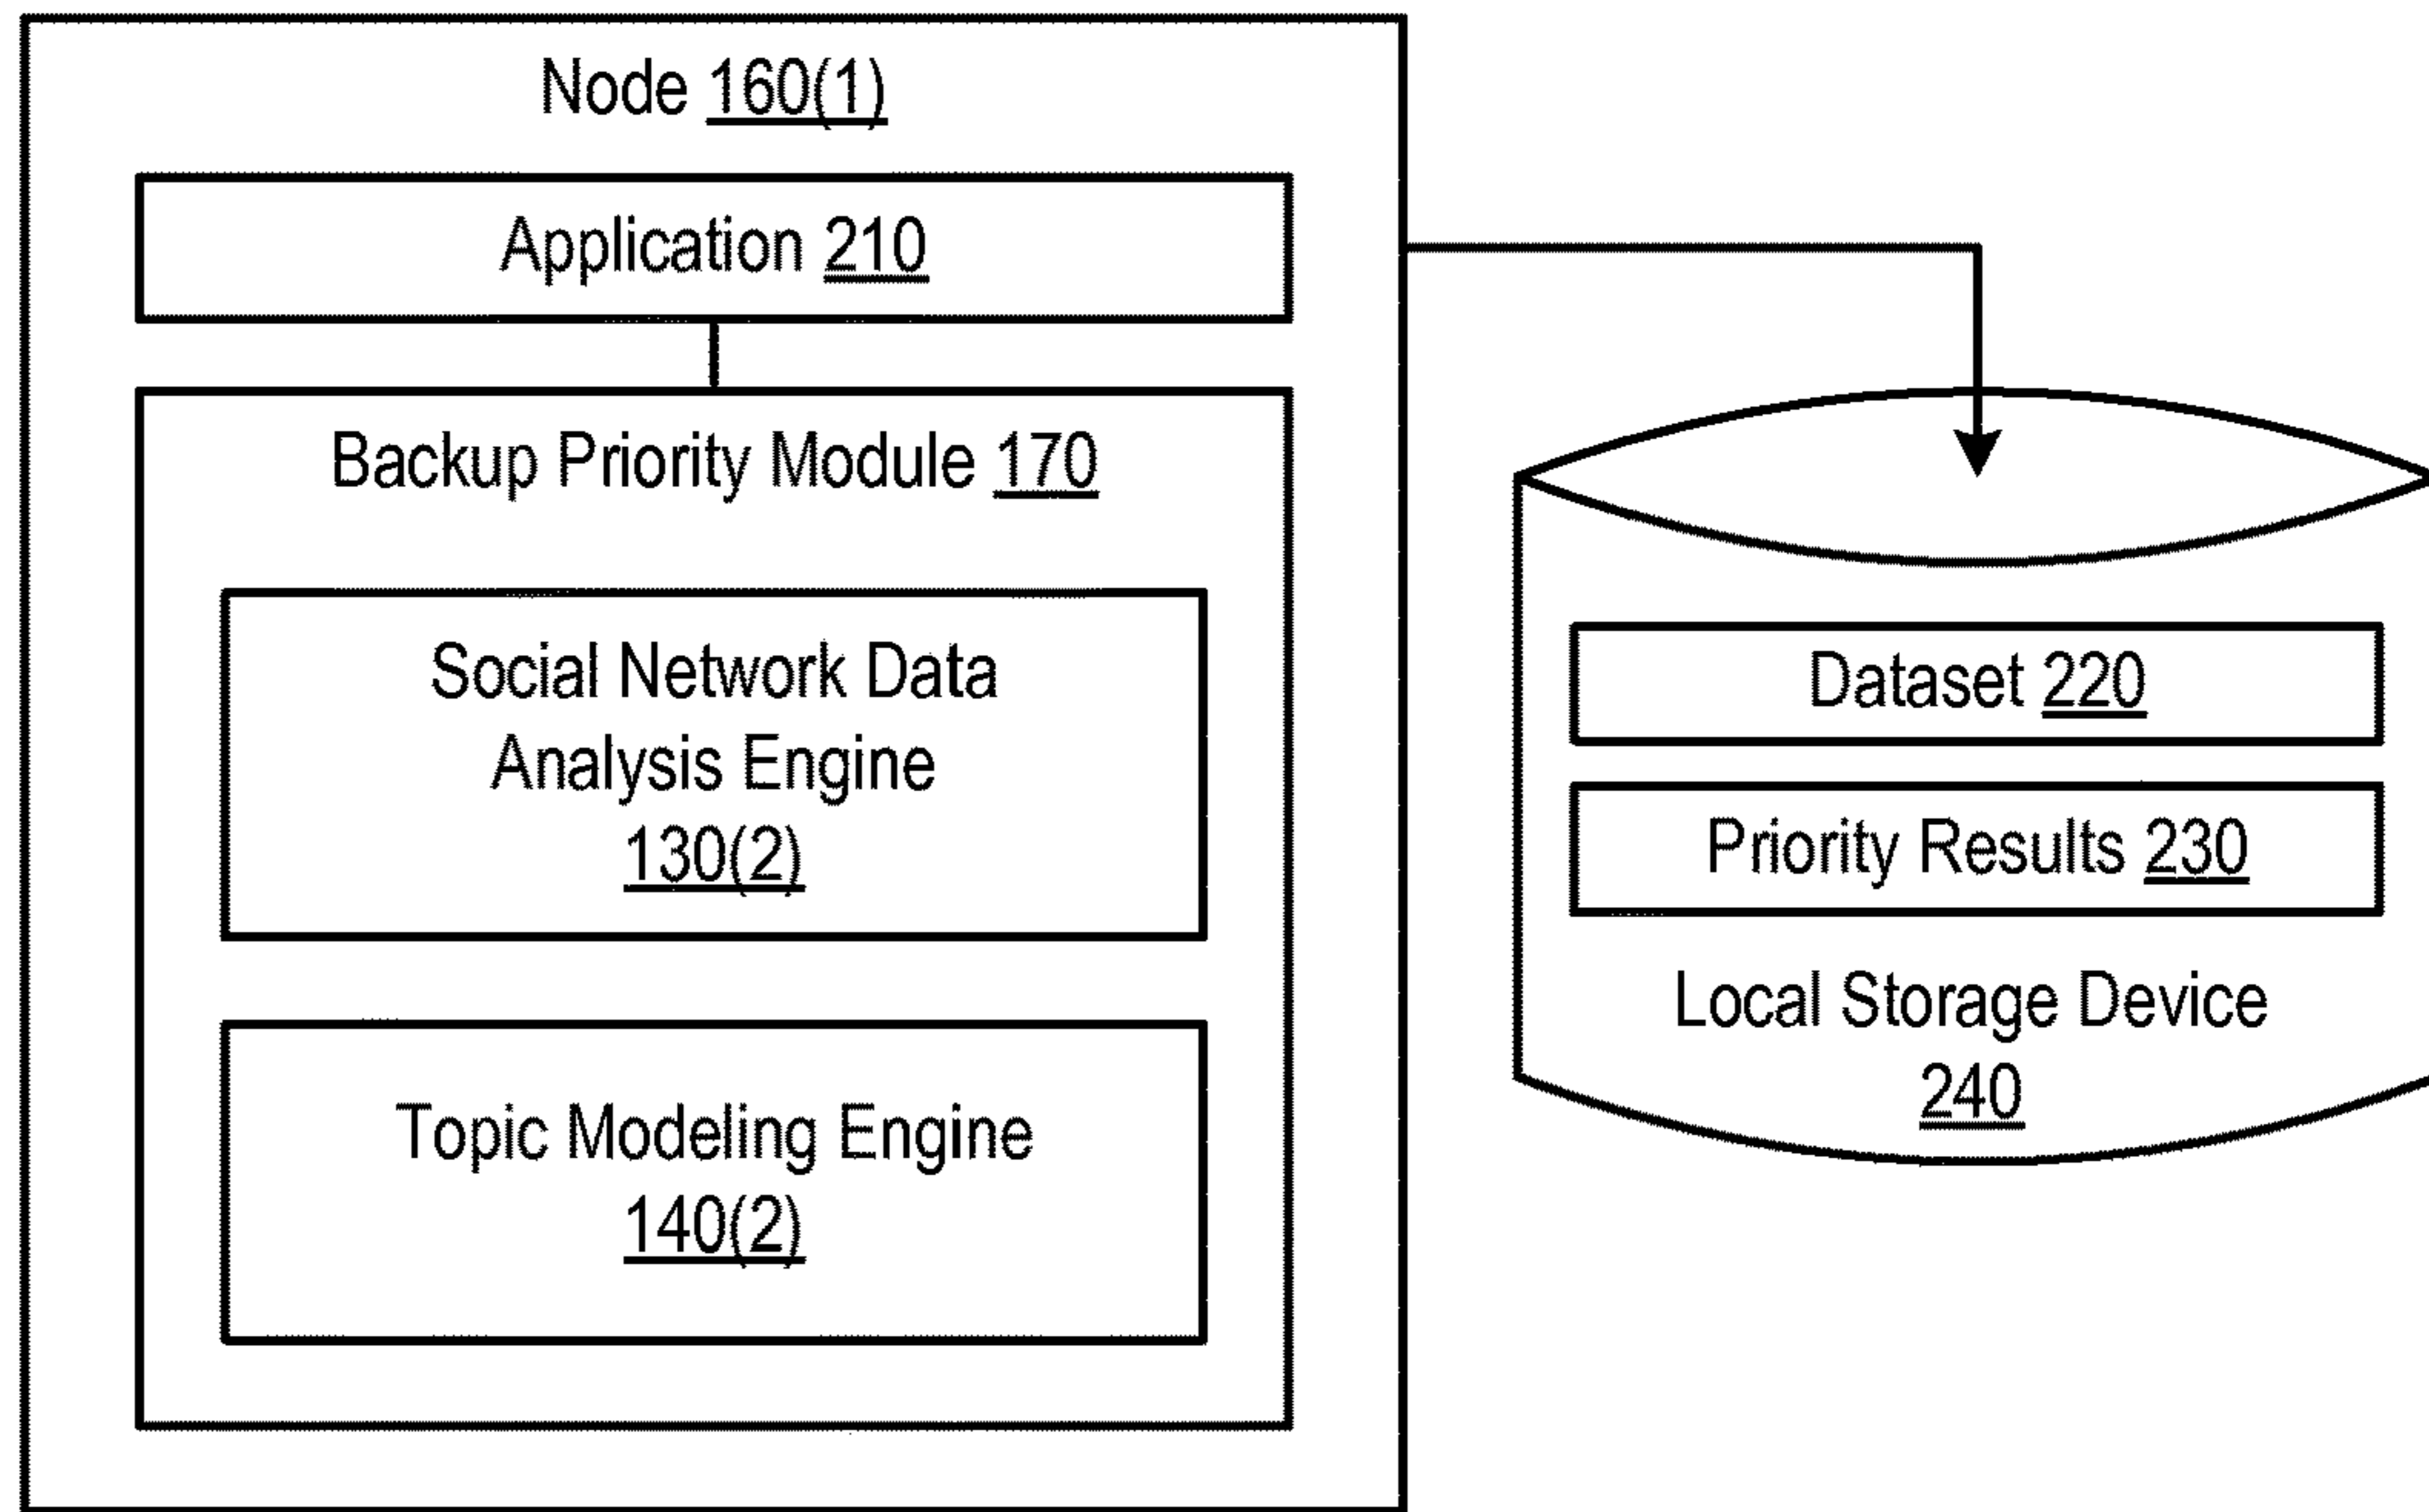 Node 160(1)
Application 210
Backup Priority Module 170
Social Network Data
Analysis Engine
130(2)
Topic Modeling Engine
140(2)
Dataset 220
Priority Results 230
Local Storage Device
240